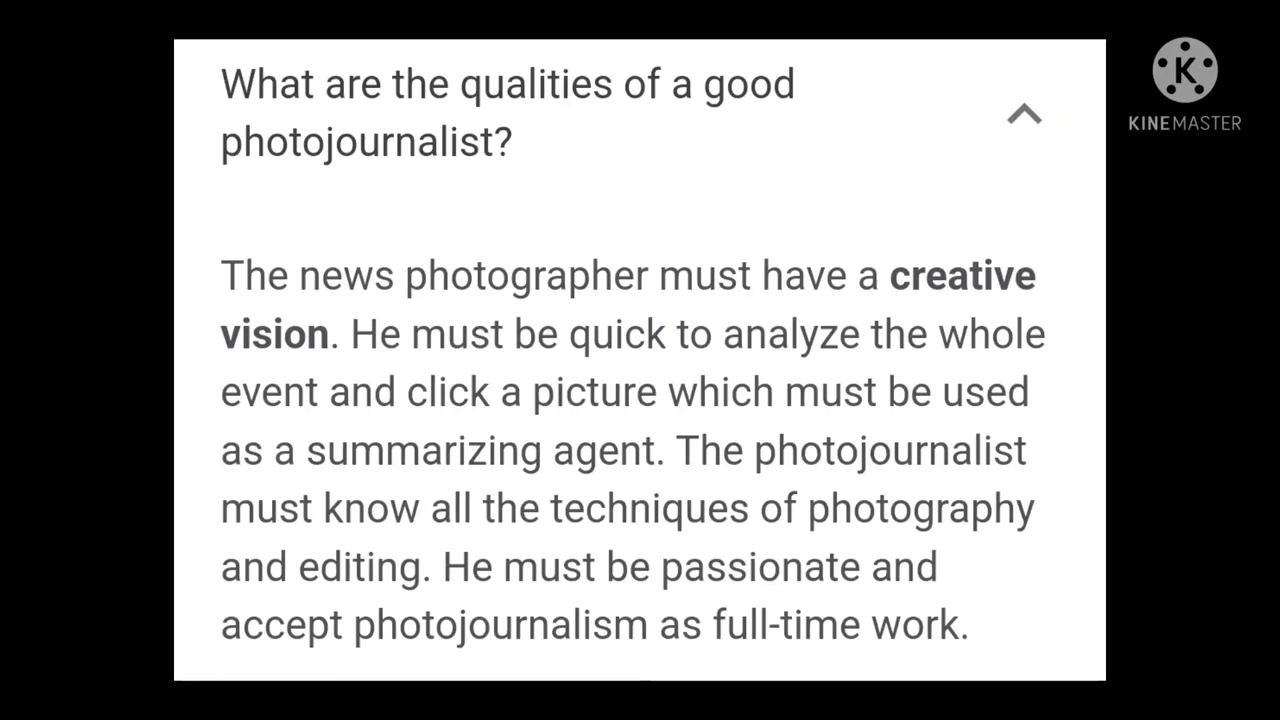 What are the qualities of a good
photojournalist?
KINEMASTER
The news photographer must have a creative
vision. He must be quick to analyze the whole
event and click a picture which must be used
as a summarizing agent. The photojournalist
must know all the techniques of photography
and editing. He must be passionate and
accept photojournalism as full-time work.